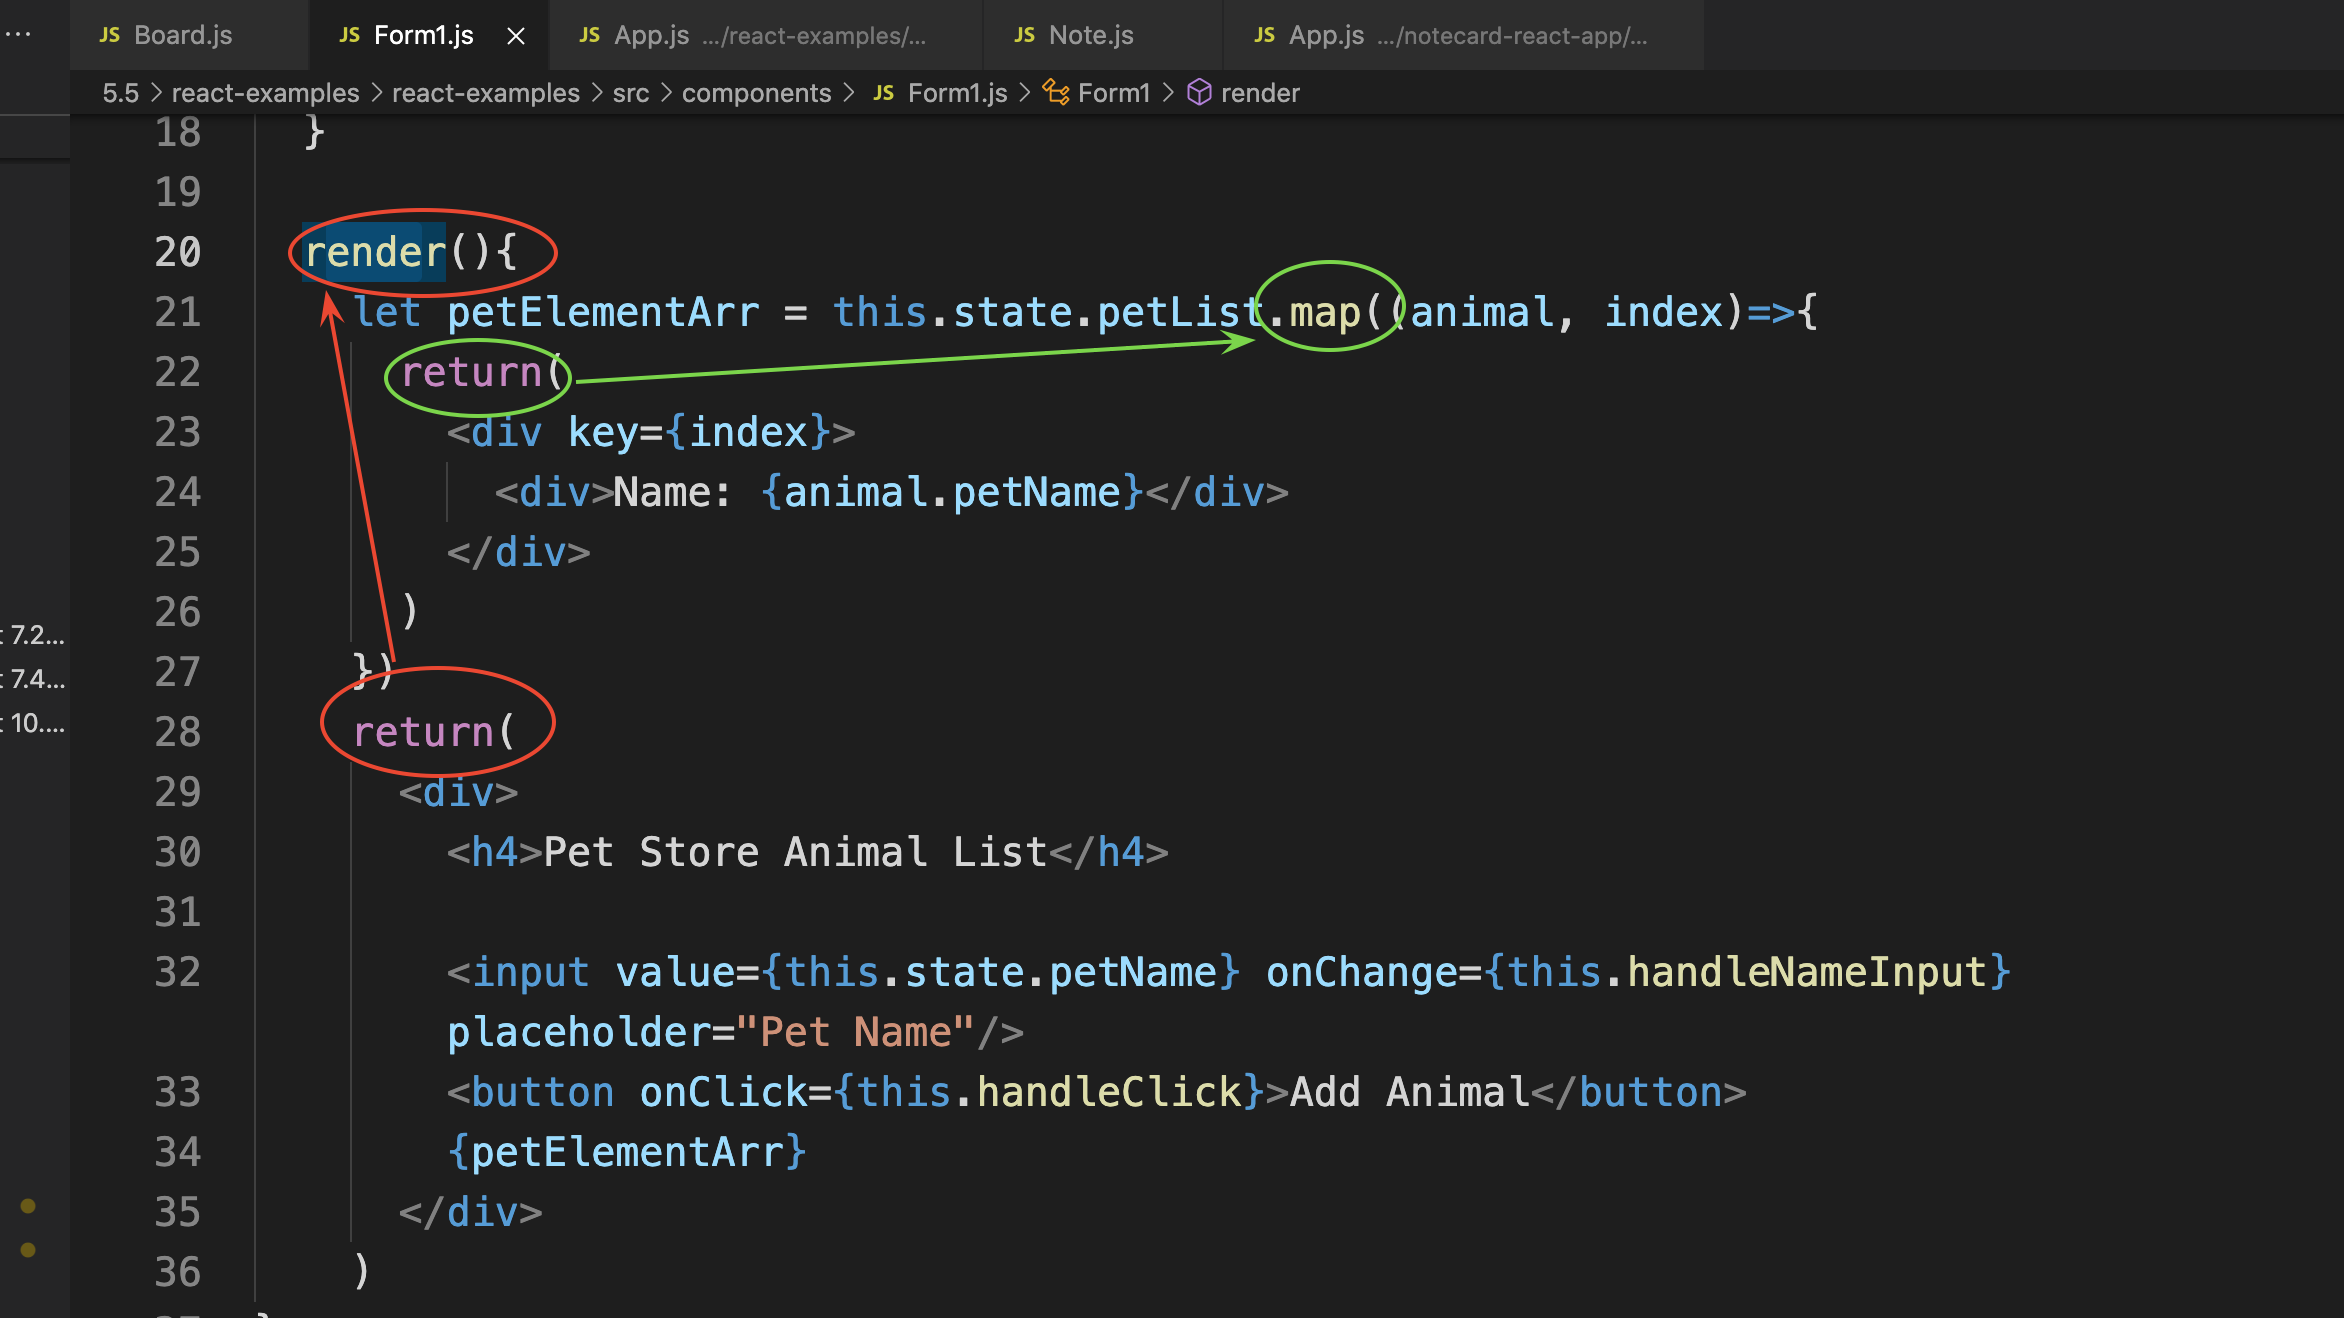 ... JS Board.js JS Form1.js × JS App.js .../react-examples/... JS Note.js JS App.js .../notecard-react-app/...
5.5 > react-examples > react-examples > src > components > JS Form1.js > Form1 > render
18 }
19
20 render(){
21 let petElementArr = this.state.petList.map((animal, index)=>{
22 return(
23 <div key={index}>
24 <div>Name: {animal.petName}</div>
25 </div>
26 )
27 })
28 return(
29 <div>
30 <h4>Pet Store Animal List</h4>
31
32 <input value={this.state.petName} onChange={this.handleNameInput}
placeholder="Pet Name"/>
33 <button onClick={this.handleClick}>Add Animal</button>
34 {petElementArr}
35 </div>
36 )
t 7.2...
t 7.4...
t 10....